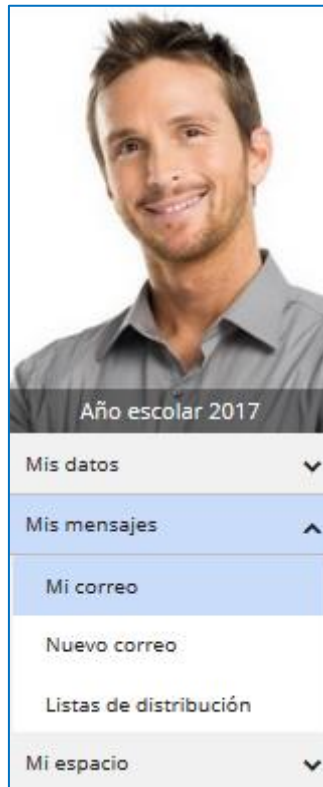 Año escolar 2017
Mis datos
Mis mensajes
Mi correo
Nuevo correo
Listas de distribución
Mi espacio